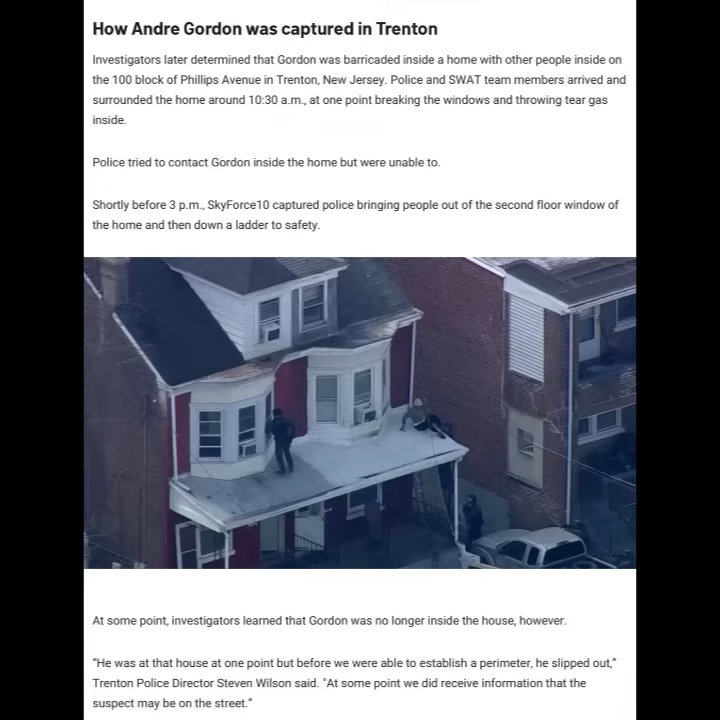 How Andre Gordon was captured in Trenton
Investigators later determined that Gordon was barricaded inside a home with other people inside on
the 100 block of Phillips Avenue in Trenton, New Jersey. Police and SWAT team members arrived and
surrounded the home around 10:30 a.m., at one point breaking the windows and throwing tear gas
inside.
Police tried to contact Gordon inside the home but were unable to.
Shortly before 3 p.m., SkyForce10 captured police bringing people out of the second floor window of
the home and then down a ladder to safety.
At some point, investigators learned that Gordon was no longer inside the house, however.
“He was at that house at one point but before we were able to establish a perimeter, he slipped out,”
Trenton Police Director Steven Wilson said. “At some point we did receive information that the
suspect may be on the street.”